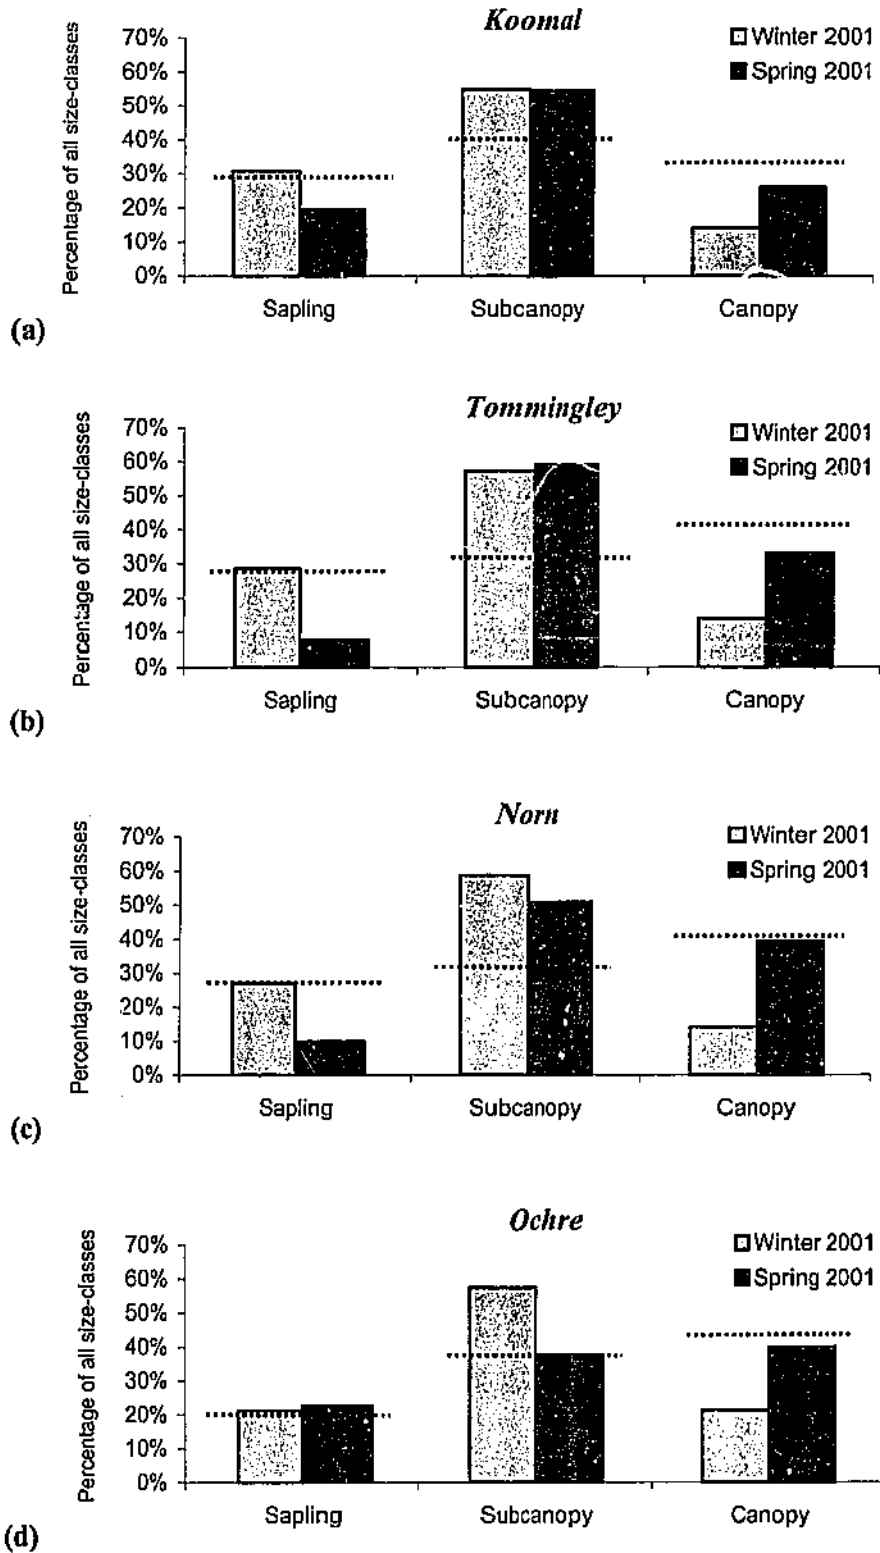 Koomal
Percentage of all size-classes
70%
60%
50%
40%
30%
20%
10%
0%
Winter 2001
Spring 2001
Sapling Subcanopy Canopy
(a)
Tommingley
Percentage of all size-classes
70%
60%
50%
40%
30%
20%
10%
0%
Winter 2001
Spring 2001
Sapling Subcanopy Canopy
(b)
Norn
Percentage of all size-classes
70%
60%
50%
40%
30%
20%
10%
0%
Winter 2001
Spring 2001
Sapling Subcanopy Canopy
(c)
Ochre
Percentage of all size-classes
70%
60%
50%
40%
30%
20%
10%
0%
Winter 2001
Spring 2001
Sapling Subcanopy Canopy
(d)